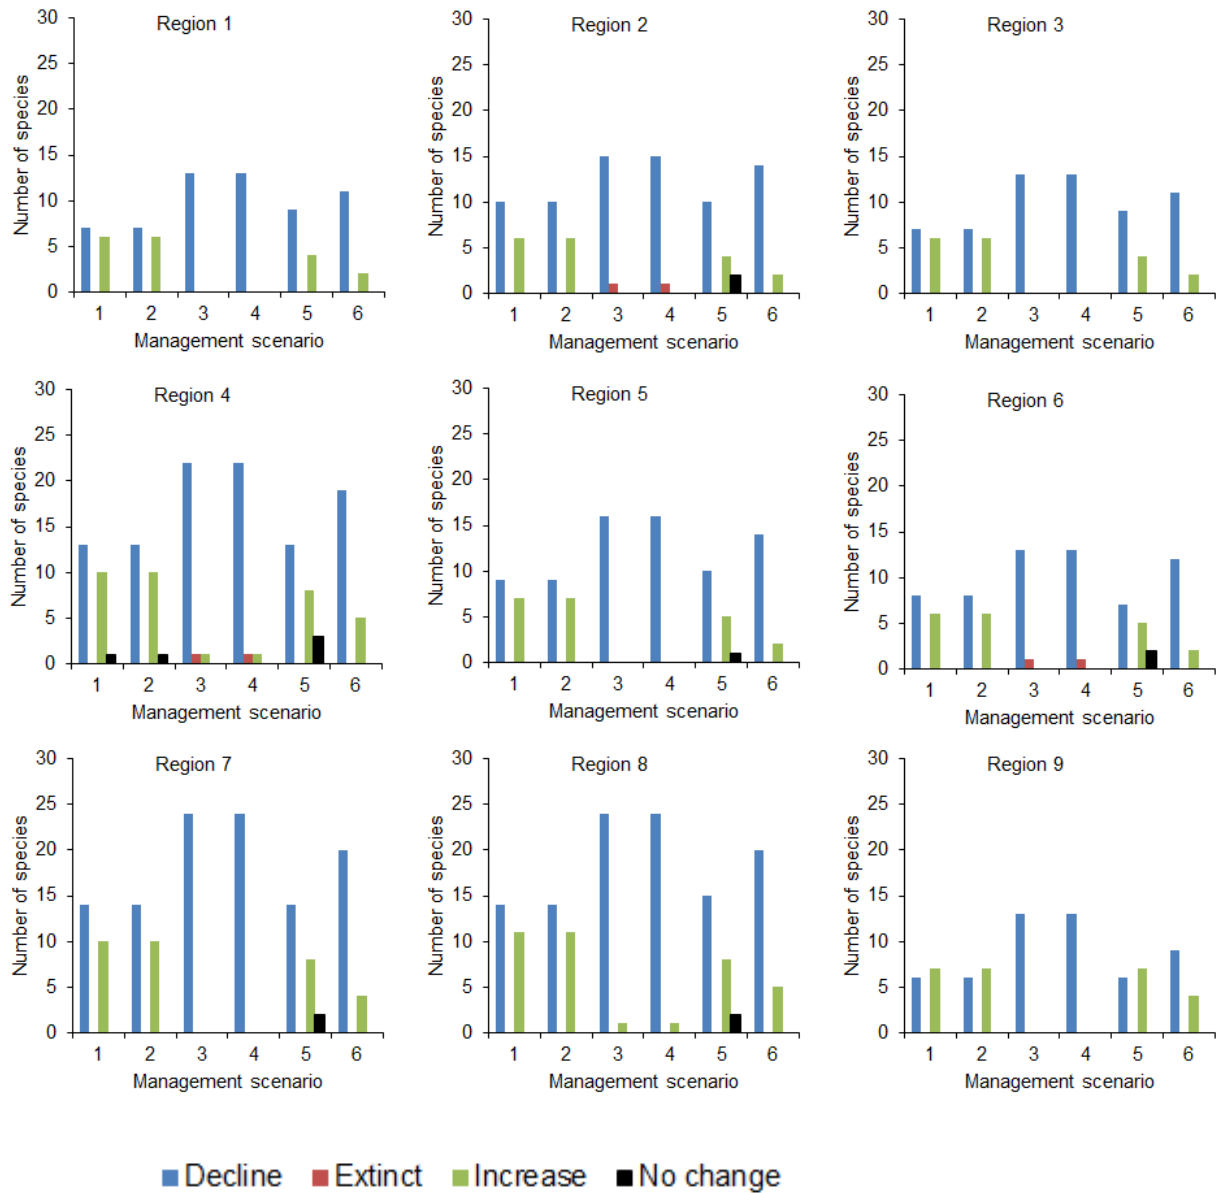 Region 1
Number of species
30
25
20
15
10
5
0
1 2 3 4 5 6
Management scenario
Region 2
Number of species
30
25
20
15
10
5
0
1 2 3 4 5 6
Management scenario
Region 3
Number of species
30
25
20
15
10
5
0
1 2 3 4 5 6
Management scenario
Region 4
Number of species
30
25
20
15
10
5
0
1 2 3 4 5 6
Management scenario
Region 5
Number of species
30
25
20
15
10
5
0
1 2 3 4 5 6
Management scenario
Region 6
Number of species
30
25
20
15
10
5
0
1 2 3 4 5 6
Management scenario
Region 7
Number of species
30
25
20
15
10
5
0
1 2 3 4 5 6
Management scenario
Region 8
Number of species
30
25
20
15
10
5
0
1 2 3 4 5 6
Management scenario
Region 9
Number of species
30
25
20
15
10
5
0
1 2 3 4 5 6
Management scenario
Decline Extinct Increase No change